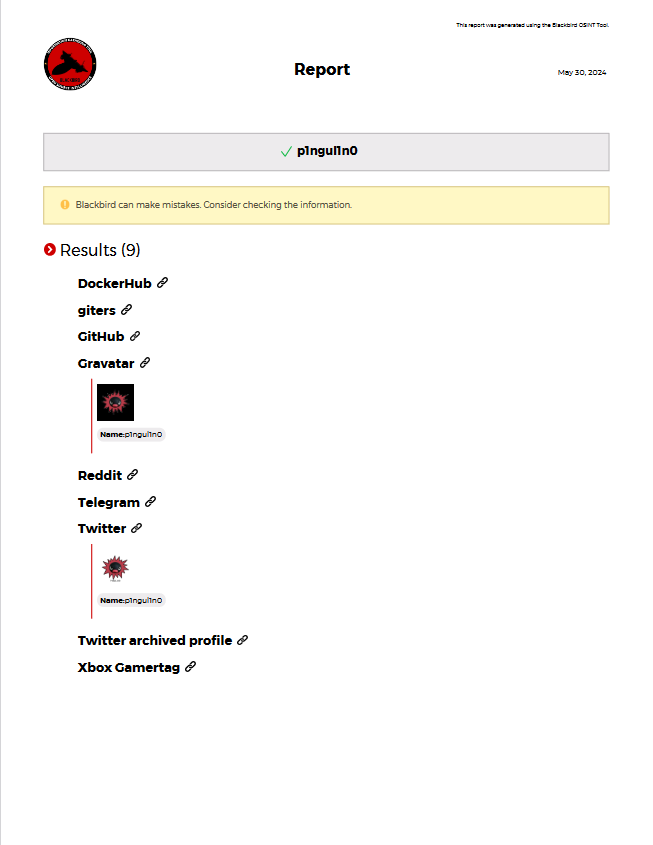 This report was generated using the Blackbird OSINT Tool.
Report
May 30, 2024
p1ngul1n0
Blackbird can make mistakes. Consider checking the information.
Results (9)
DockerHub
giters
GitHub
Gravatar
Name:p1ngul1n0
Reddit
Telegram
Twitter
Name:p1ngul1n0
Twitter archived profile
Xbox Gamertag